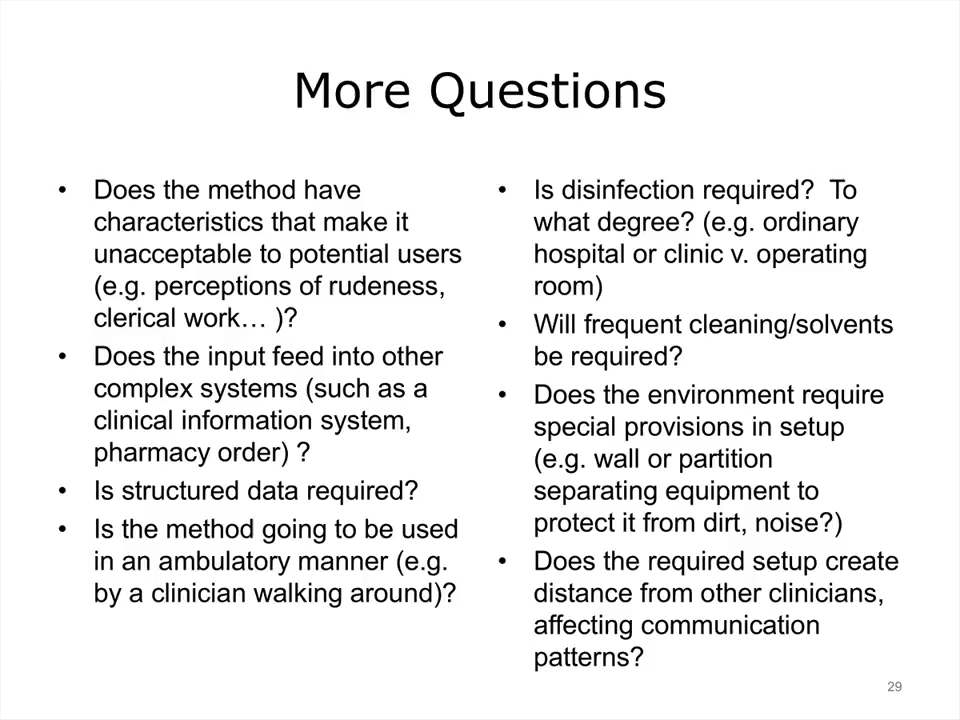 More Questions
• Does the method have
characteristics that make it
unacceptable to potential users
(e.g. perceptions of rudeness,
clerical work… )?
• Does the input feed into other
complex systems (such as a
clinical information system,
pharmacy order) ?
• Is structured data required?
• Is the method going to be used
in an ambulatory manner (e.g.
by a clinician walking around)?
• Is disinfection required?  To
what degree? (e.g. ordinary
hospital or clinic v. operating
room)
• Will frequent cleaning/solvents
be required?
• Does the environment require
special provisions in setup
(e.g. wall or partition
separating equipment to
protect it from dirt, noise?)
• Does the required setup create
distance from other clinicians,
affecting communication
patterns?
29